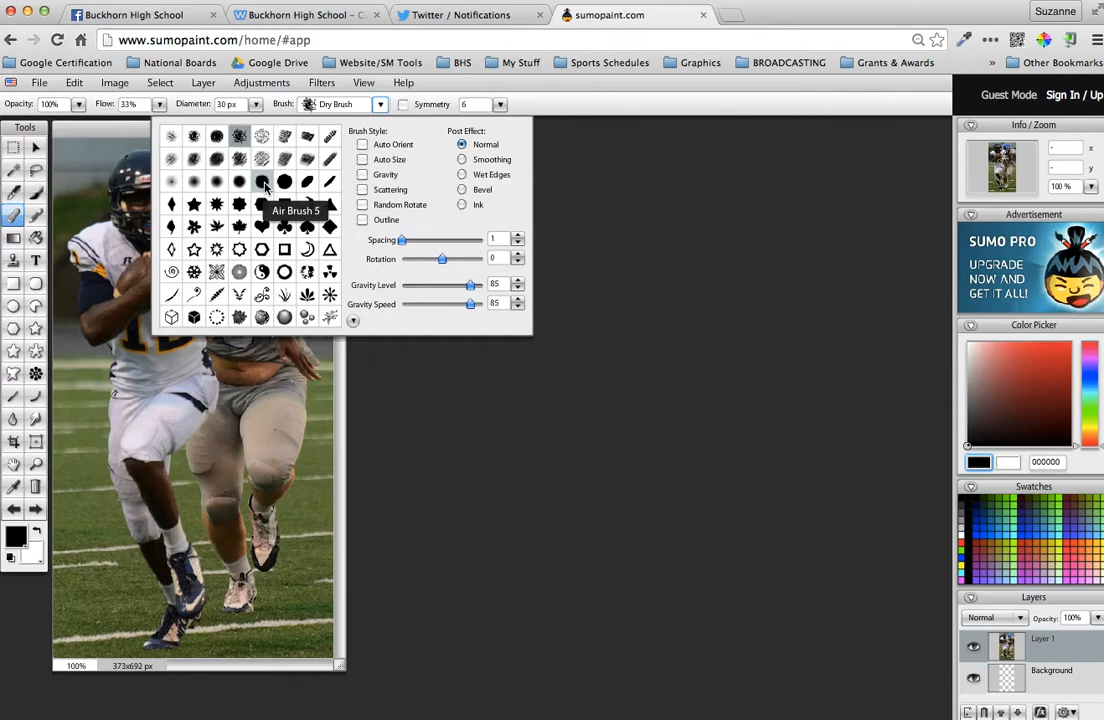 Buckhorn High School
Buckhorn High School – C
Twitter / Notifications
sumopaint.com
Suzanne
www.sumopaint.com/home/#app
Google Certification
National Boards
Google Drive
Website/SM Tools
BHS
My Stuff
Sports Schedules
Graphics
BROADCASTING
Grants & Awards
»
Other Bookmarks
File Edit Image Select Layer Adjustments Filters View Help
Opacity: 100% Flow: 33% Diameter: 30 px Brush: Dry Brush Symmetry 6
Guest Mode Sign In / Up
Tools
Info / Zoom
Brush Style:
Post Effect:
Auto Orient
Normal
Auto Size
Smoothing
Gravity
Wet Edges
Scattering
Bevel
Random Rotate
Ink
Outline
Air Brush 5
Spacing 1
Rotation 0
Gravity Level 85
Gravity Speed 85
- x
- y
100 %
Advertisement
SUMO PRO
UPGRADE
NOW AND
GET IT ALL!
Color Picker
000000
Swatches
Layers
Normal Opacity: 100%
Layer 1
Background
T
12
100% 373x692 px